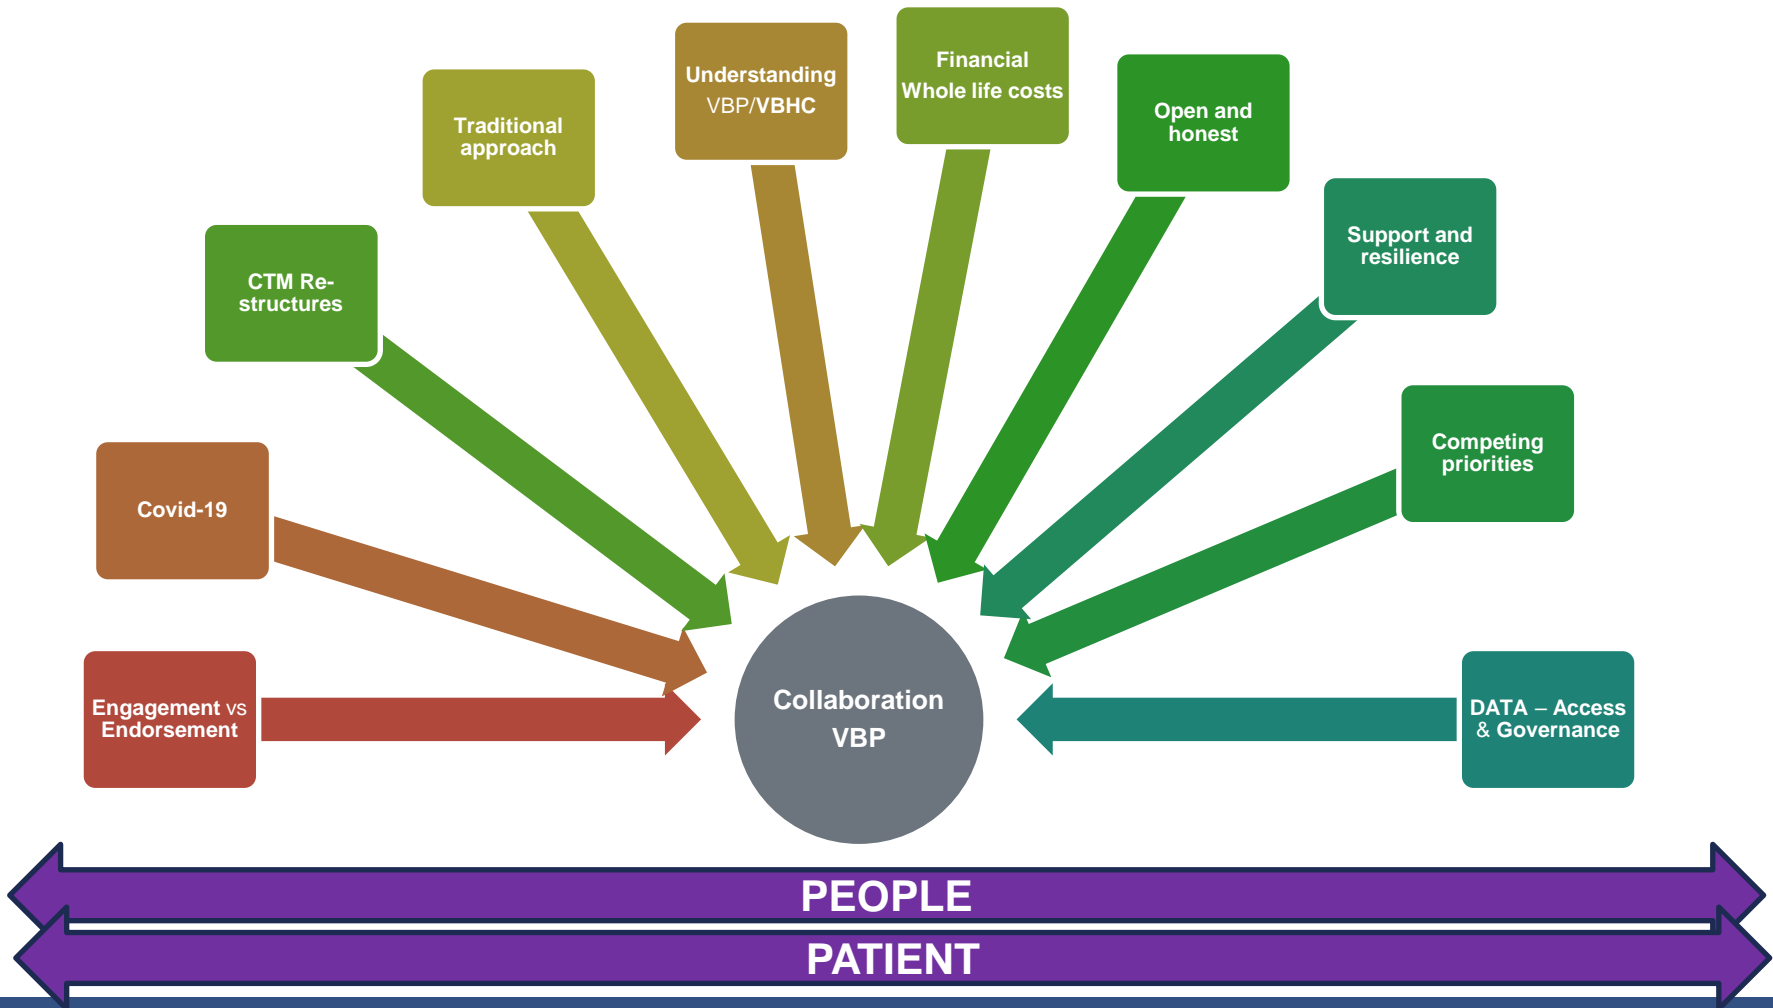 Engagement vs
Endorsement
Covid-19
CTM Re-
structures
Traditional
approach
Understanding
VBP/VBHC
Financial
Whole life costs
Open and
honest
Support and
resilience
Competing
priorities
DATA – Access
& Governance
Collaboration
VBP
PEOPLE
PATIENT